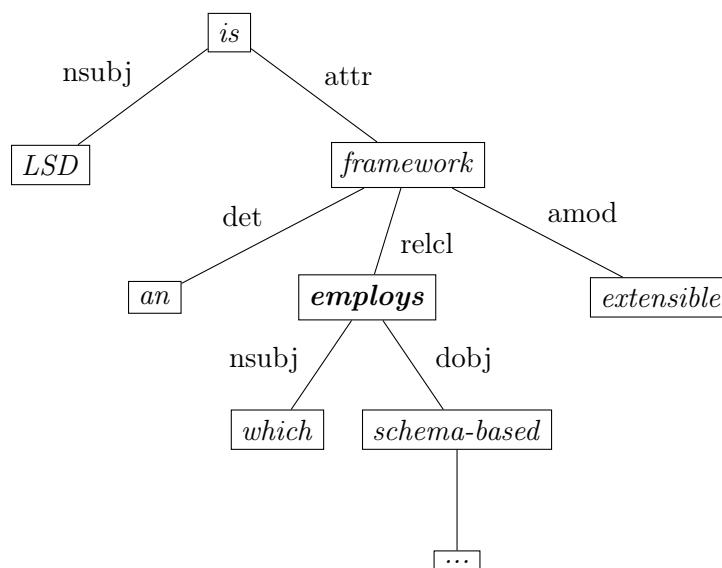 is
nsubj attr
LSD framework
det relcl amod
an employs extensible
nsubj dobj
which schema-based
...